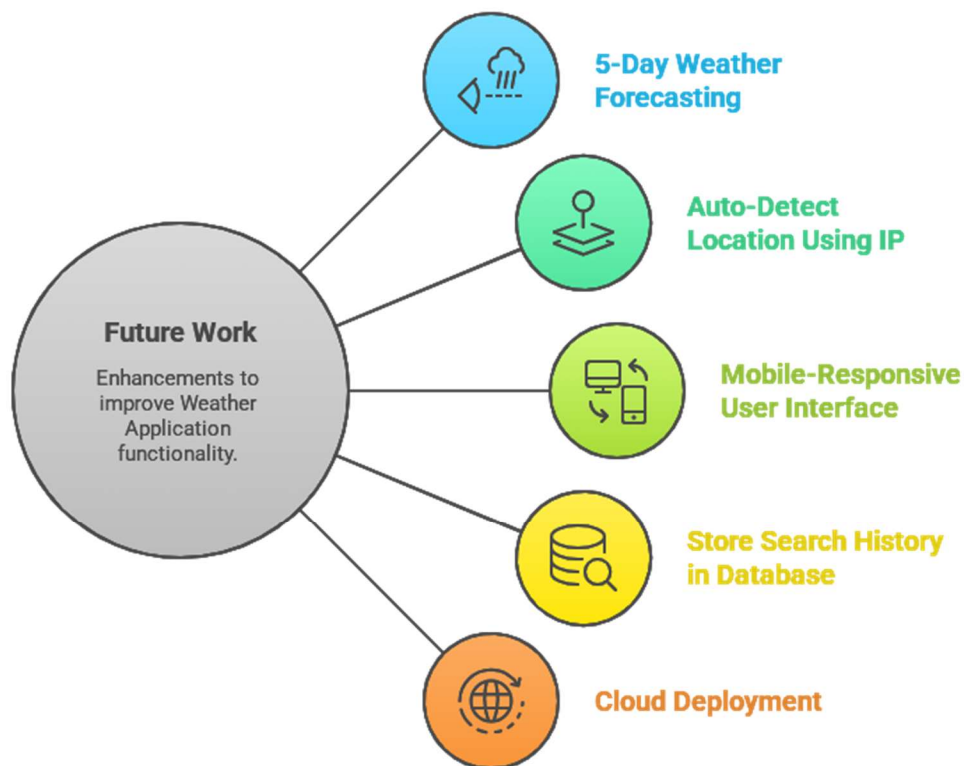 5-Day Weather
Forecasting
Auto-Detect
Location Using IP
Future Work
Enhancements to
improve Weather
Application
functionality.
Mobile-Responsive
User Interface
Store Search History
in Database
Cloud Deployment